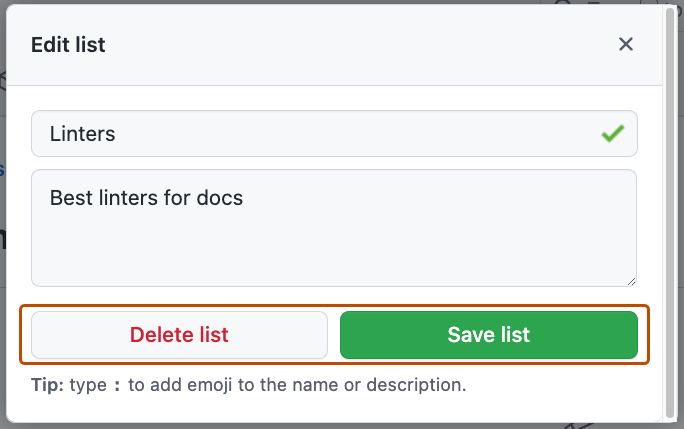 Edit list
Linters
Best linters for docs
Delete list
Save list
Tip: type : to add emoji to the name or description.